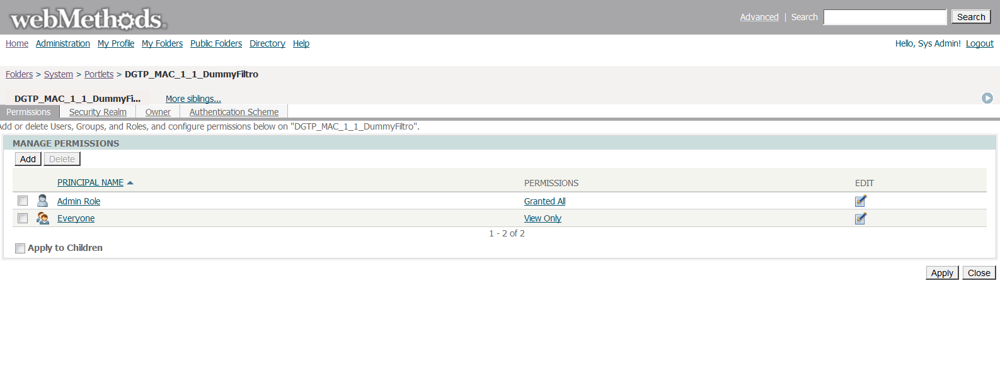 webMethods.
Advanced | Search Search
Home Administration My Profile My Folders Public Folders Directory Help Hello, Sys Admin! Logout
Folders > System > Portlets > DGTP_MAC_1_1_DummyFiltro
DGTP_MAC_1_1_DummyFi... More siblings...
Permissions Security Realm Owner Authentication Scheme
Add or delete Users, Groups, and Roles, and configure permissions below on "DGTP_MAC_1_1_DummyFiltro".
MANAGE PERMISSIONS
Add Delete
PRINCIPAL NAME PERMISSIONS EDIT
Admin Role Granted All
Everyone View Only
1 - 2 of 2
Apply to Children
Apply Close